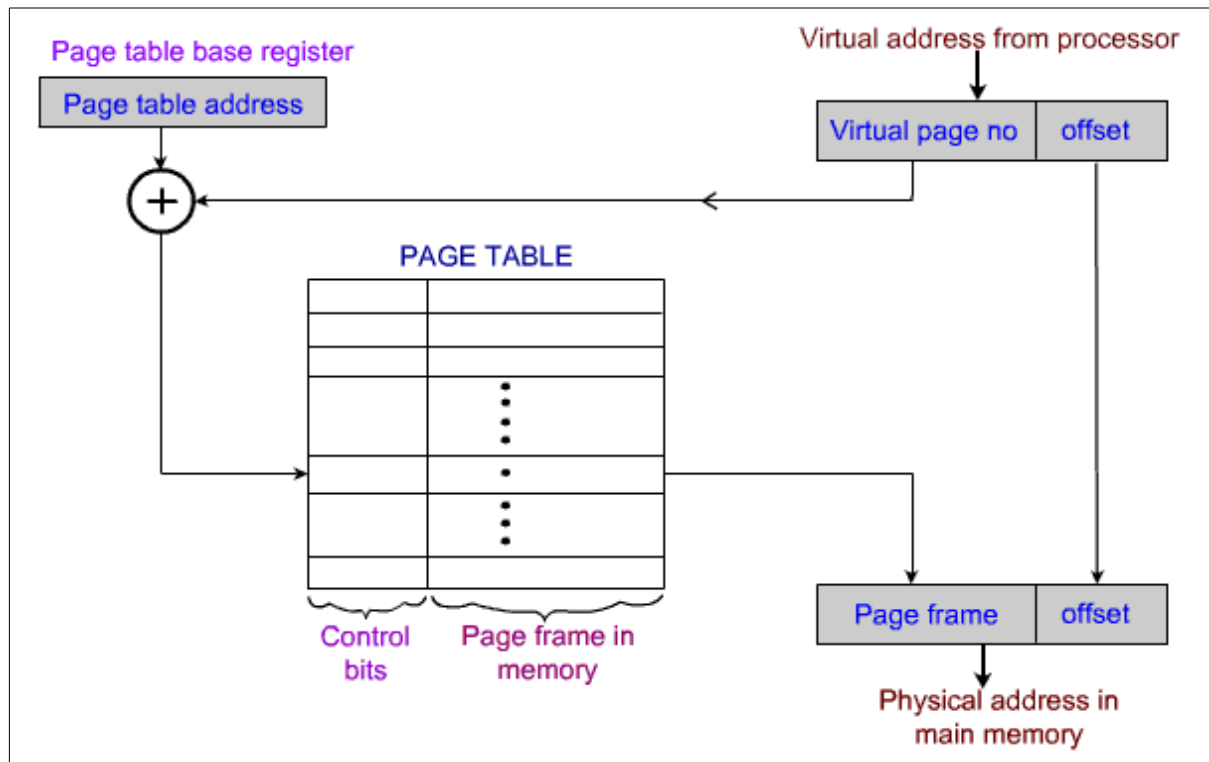 Page table base register
Page table address
Virtual address from processor
Virtual page no
offset
+
PAGE TABLE
Control
bits
Page frame in
memory
Page frame
offset
Physical address in
main memory